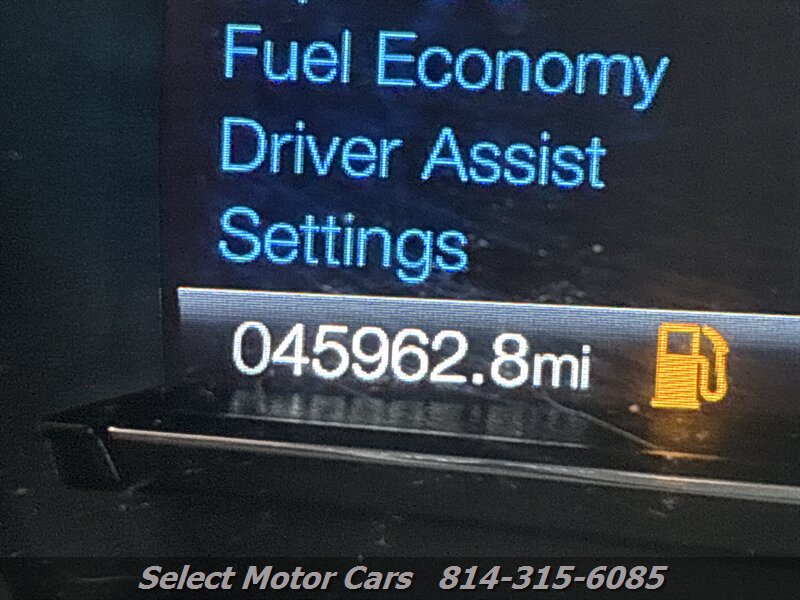 Fuel Economy
Driver Assist
Settings
045962.8mi
Select Motor Cars 814-315-6085